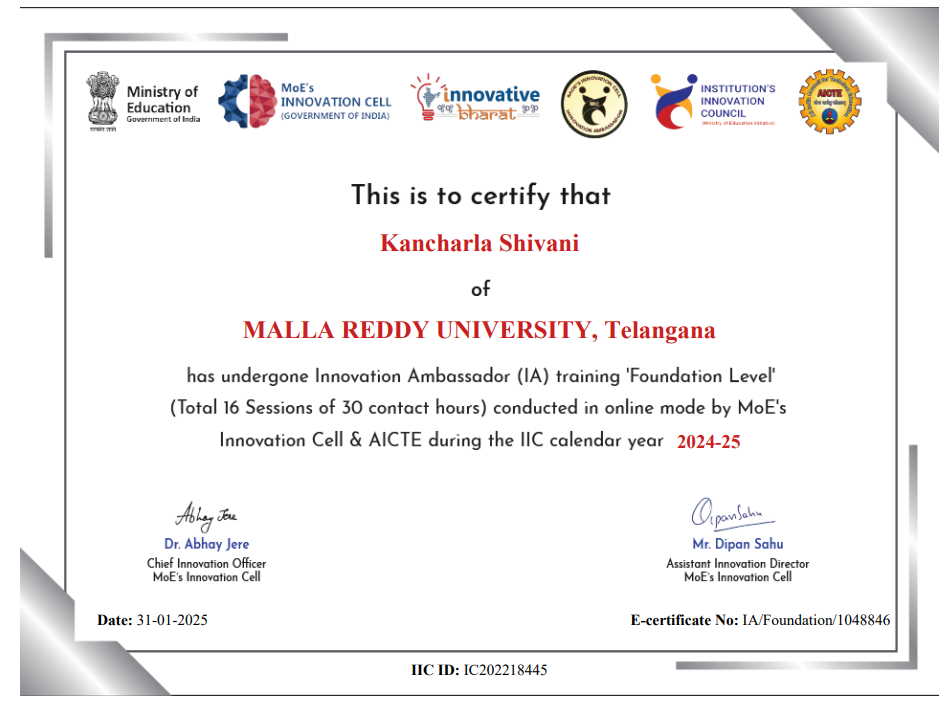 Ministry of
Education
Government of India
MoE's
INNOVATION CELL
(GOVERNMENT OF INDIA)
innovative
bharat
MIC
INSTITUTION'S
INNOVATION
COUNCIL
(Ministry of Education Initiative)
AICTE
This is to certify that
Kancharla Shivani
of
MALLA REDDY UNIVERSITY, Telangana
has undergone Innovation Ambassador (IA) training 'Foundation Level'
(Total 16 Sessions of 30 contact hours) conducted in online mode by MoE's
Innovation Cell & AICTE during the IIC calendar year 2024-25
Abhay Jere
Dipan Sahu
Dr. Abhay Jere
Mr. Dipan Sahu
Chief Innovation Officer
Assistant Innovation Director
MoE's Innovation Cell
MoE's Innovation Cell
Date: 31-01-2025
E-certificate No: IA/Foundation/1048846
IIC ID: IC202218445